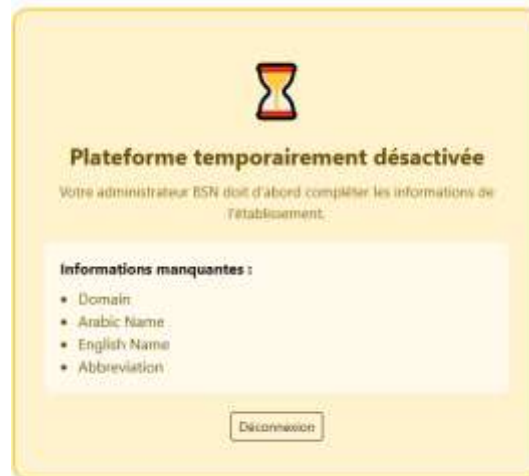 Plateforme temporairement désactivée
Votre administrateur BSN doit d'abord compléter les informations de
l'établissement.
Informations manquantes :
Domain
Arabic Name
English Name
Abbreviation
Déconnexion